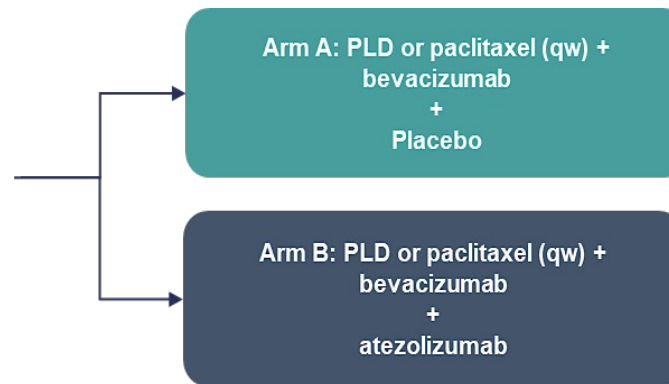 Arm A: PLD or paclitaxel (qw) +
bevacizumab
+
Placebo
Arm B: PLD or paclitaxel (qw) +
bevacizumab
+
atezolizumab